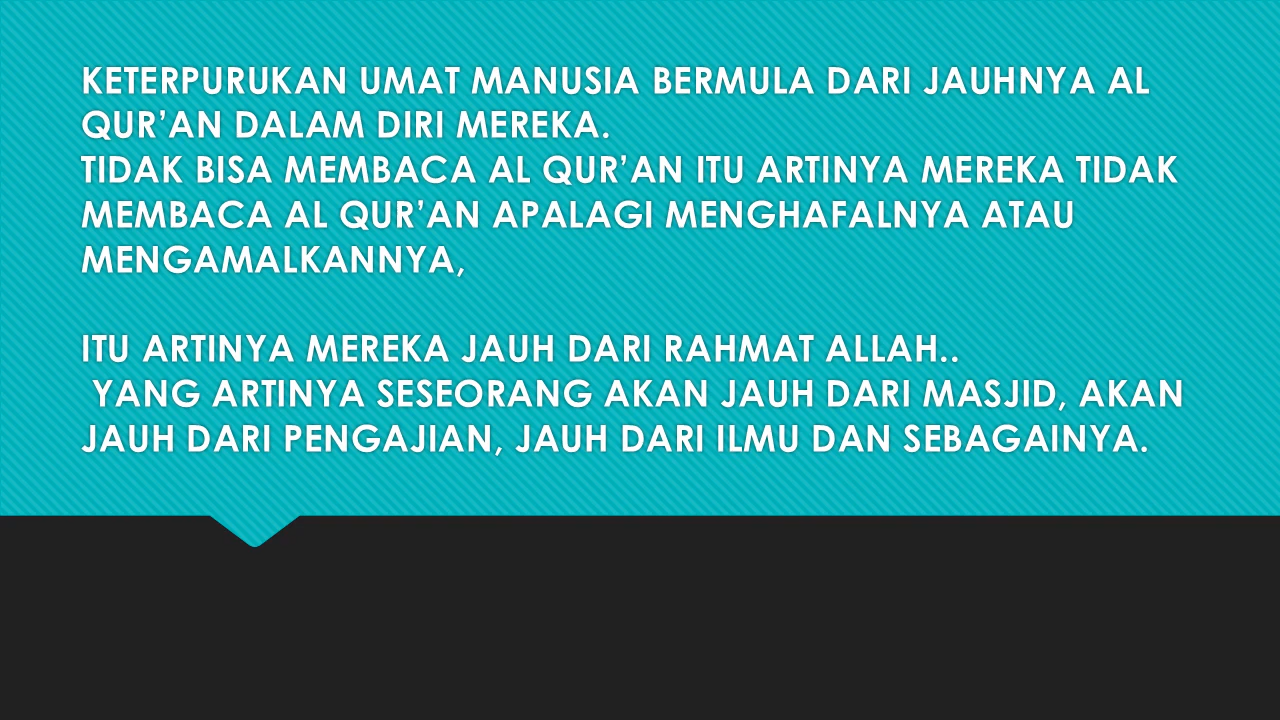 KETERPURUKAN UMAT MANUSIA BERMULA DARI JAUHNYA AL
QUR’AN DALAM DIRI MEREKA.
TIDAK BISA MEMBACA AL QUR’AN ITU ARTINYA MEREKA TIDAK
MEMBACA AL QUR’AN APALAGI MENGHAFALNYA ATAU
MENGAMALKANNYA,
ITU ARTINYA MEREKA JAUH DARI RAHMAT ALLAH..
YANG ARTINYA SESEORANG AKAN JAUH DARI MASJID, AKAN
JAUH DARI PENGAJIAN, JAUH DARI ILMU DAN SEBAGAINYA.